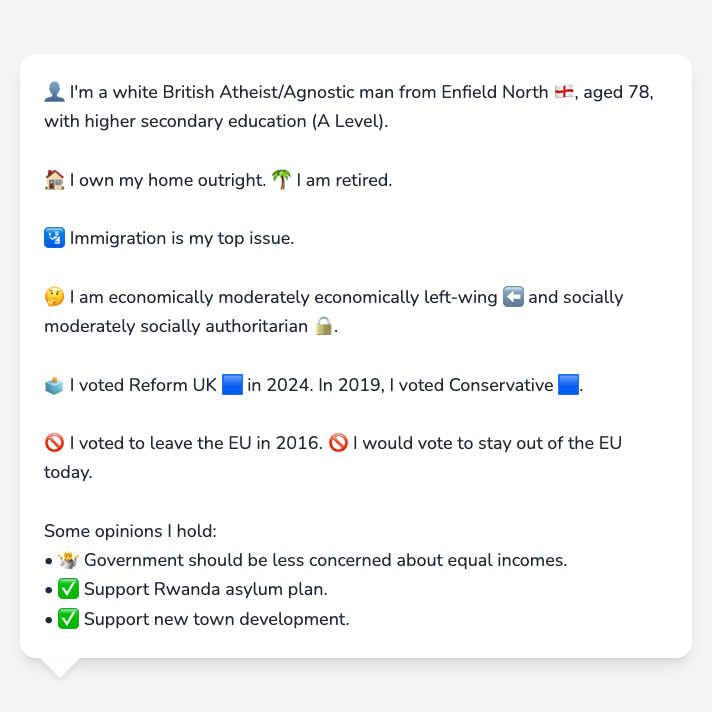 👤 I'm a white British Atheist/Agnostic man from Enfield North 🏴󠁧󠁢󠁥󠁮󠁧󠁿, aged 78,
with higher secondary education (A Level).
🏠 I own my home outright. 🌴 I am retired.
🛂 Immigration is my top issue.
🤔 I am economically moderately economically left-wing ⬅️ and socially
moderately socially authoritarian 🔒.
🗳️ I voted Reform UK 🟦 in 2024. In 2019, I voted Conservative 🟦.
🚫 I voted to leave the EU in 2016. 🚫 I would vote to stay out of the EU
today.
Some opinions I hold:
• 🤷 Government should be less concerned about equal incomes.
• ✅ Support Rwanda asylum plan.
• ✅ Support new town development.